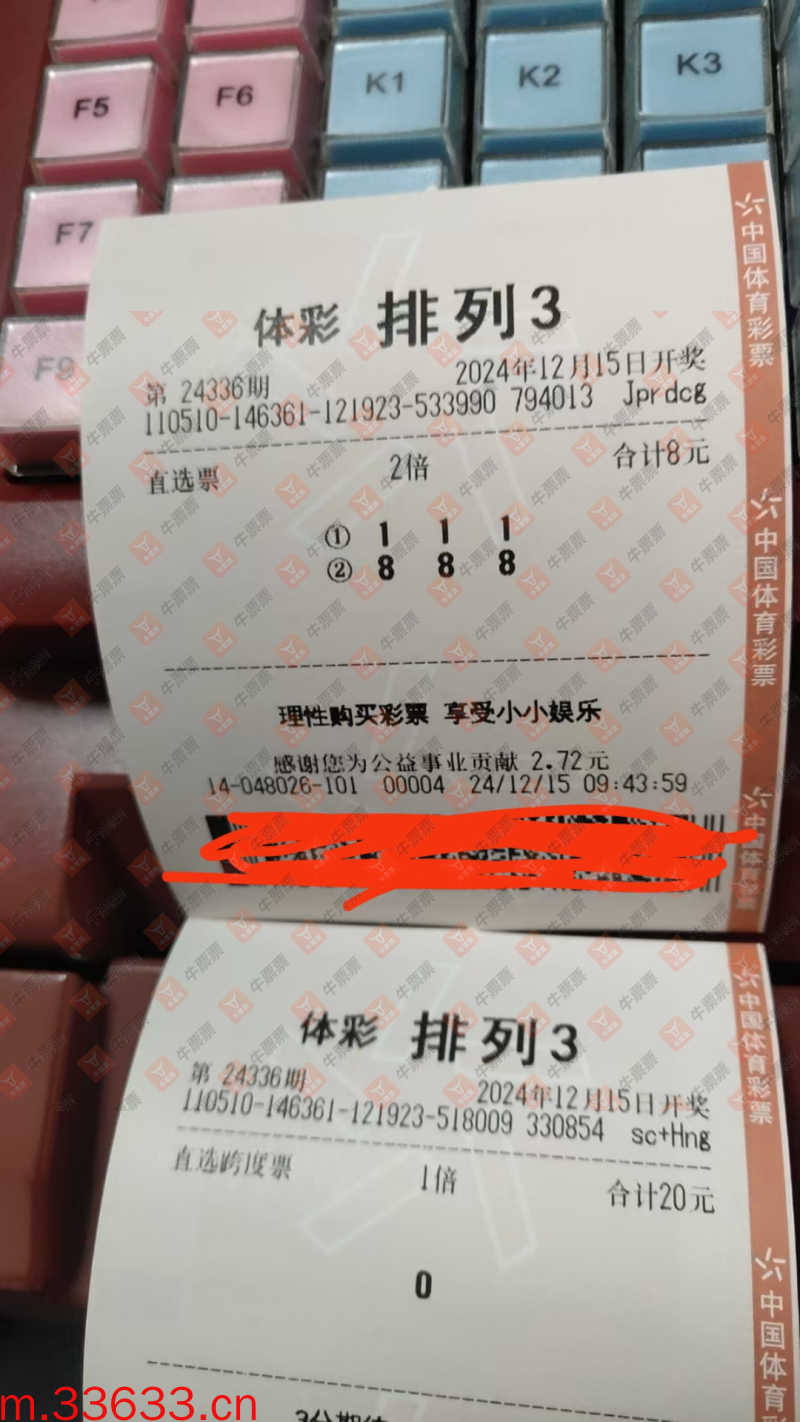 F5
F6
K1
K2
K3
F7
F9
中国体育彩票
体彩 排列3
第 24336期
2024年12月15日开奖
110510-146361-121923-533990 794013 Jprdcg
直选票 2倍 合计8元
① 1 1 1
② 8 8 8
中国体育彩票
理性购买彩票 享受小小娱乐
感谢您为公益事业贡献 2.72元
14-048026-101 00004 24/12/15 09:43:59
中国体育彩票
体彩 排列3
第 24336期
2024年12月15日开奖
110510-146361-121923-518009 330854 sc+Hng
中国体育彩票
直选跨度票 1倍 合计20元
0
中国体育
牛票票
m.33633.cn